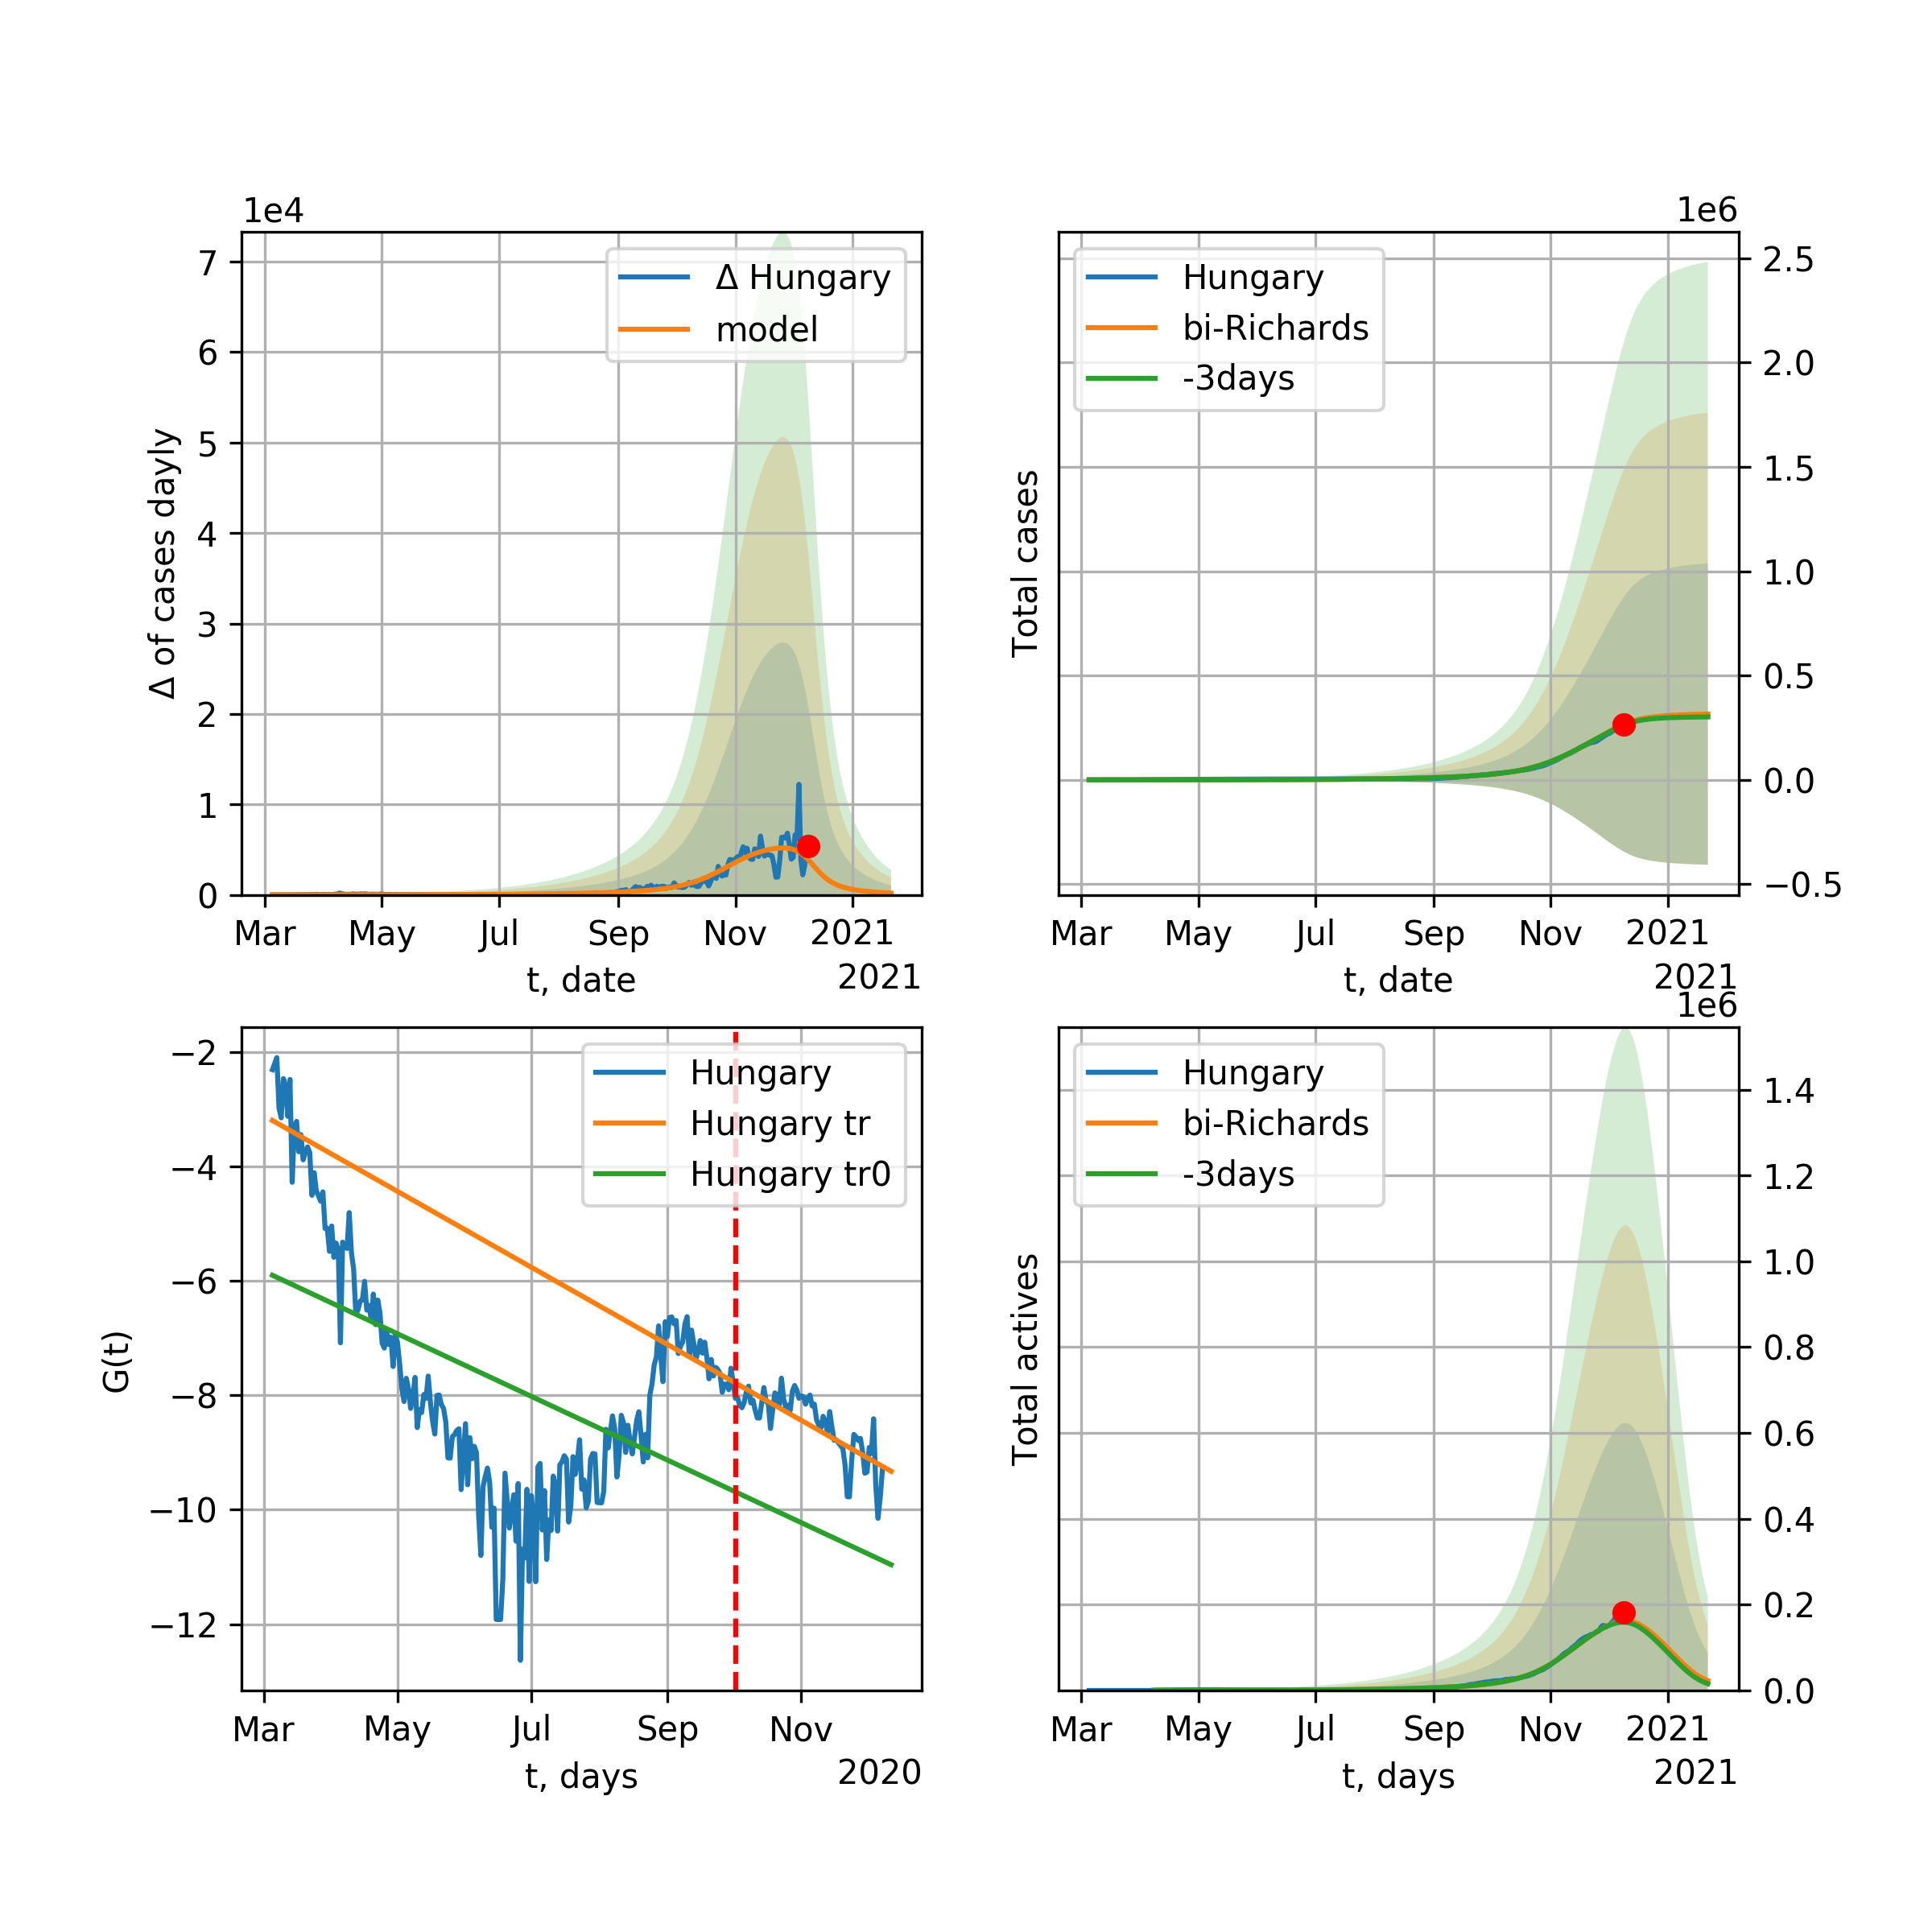 1e4
7
6
5
4
3
2
1
0
Δ of cases dayly
Δ Hungary
model
Mar May Jul Sep Nov 2021
t, date
2021
1e6
Hungary
bi-Richards
-3days
Total cases
2.5
2.0
1.5
1.0
0.5
0.0
−0.5
Mar May Jul Sep Nov 2021
t, date
2021
−2
−4
−6
−8
−10
−12
G(t)
Hungary
Hungary tr
Hungary tr0
Mar May Jul Sep Nov
t, days
2020
1e6
Hungary
bi-Richards
-3days
Total actives
1.4
1.2
1.0
0.8
0.6
0.4
0.2
0.0
Mar May Jul Sep Nov 2021
t, days
2021